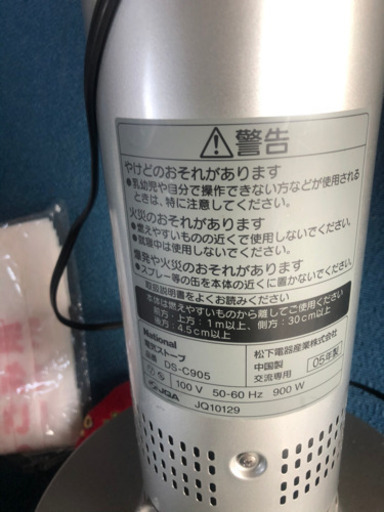 ⚠警告
やけどのおそれがあります
●乳幼児や自分で操作できない方などが使用される
ときは、特に注意してください。
火災のおそれがあります
●燃えやすいものの近くで使用しないでください。
●就寝中は使用しないでください。
爆発や火災のおそれがあります
●スプレー等の缶を本体の近くに置かないでください。
取扱説明書をよくお読みください
本体は燃えやすいものから離してご使用ください
前方・上方:1m以上、側方:30cm以上
後方:4.5cm以上
National
電気ストーブ
品番 DS-C905
100 V 50-60 Hz 900 W
松下電器産業株式会社
中国製 05年製
交流専用
JQA
JQ10129